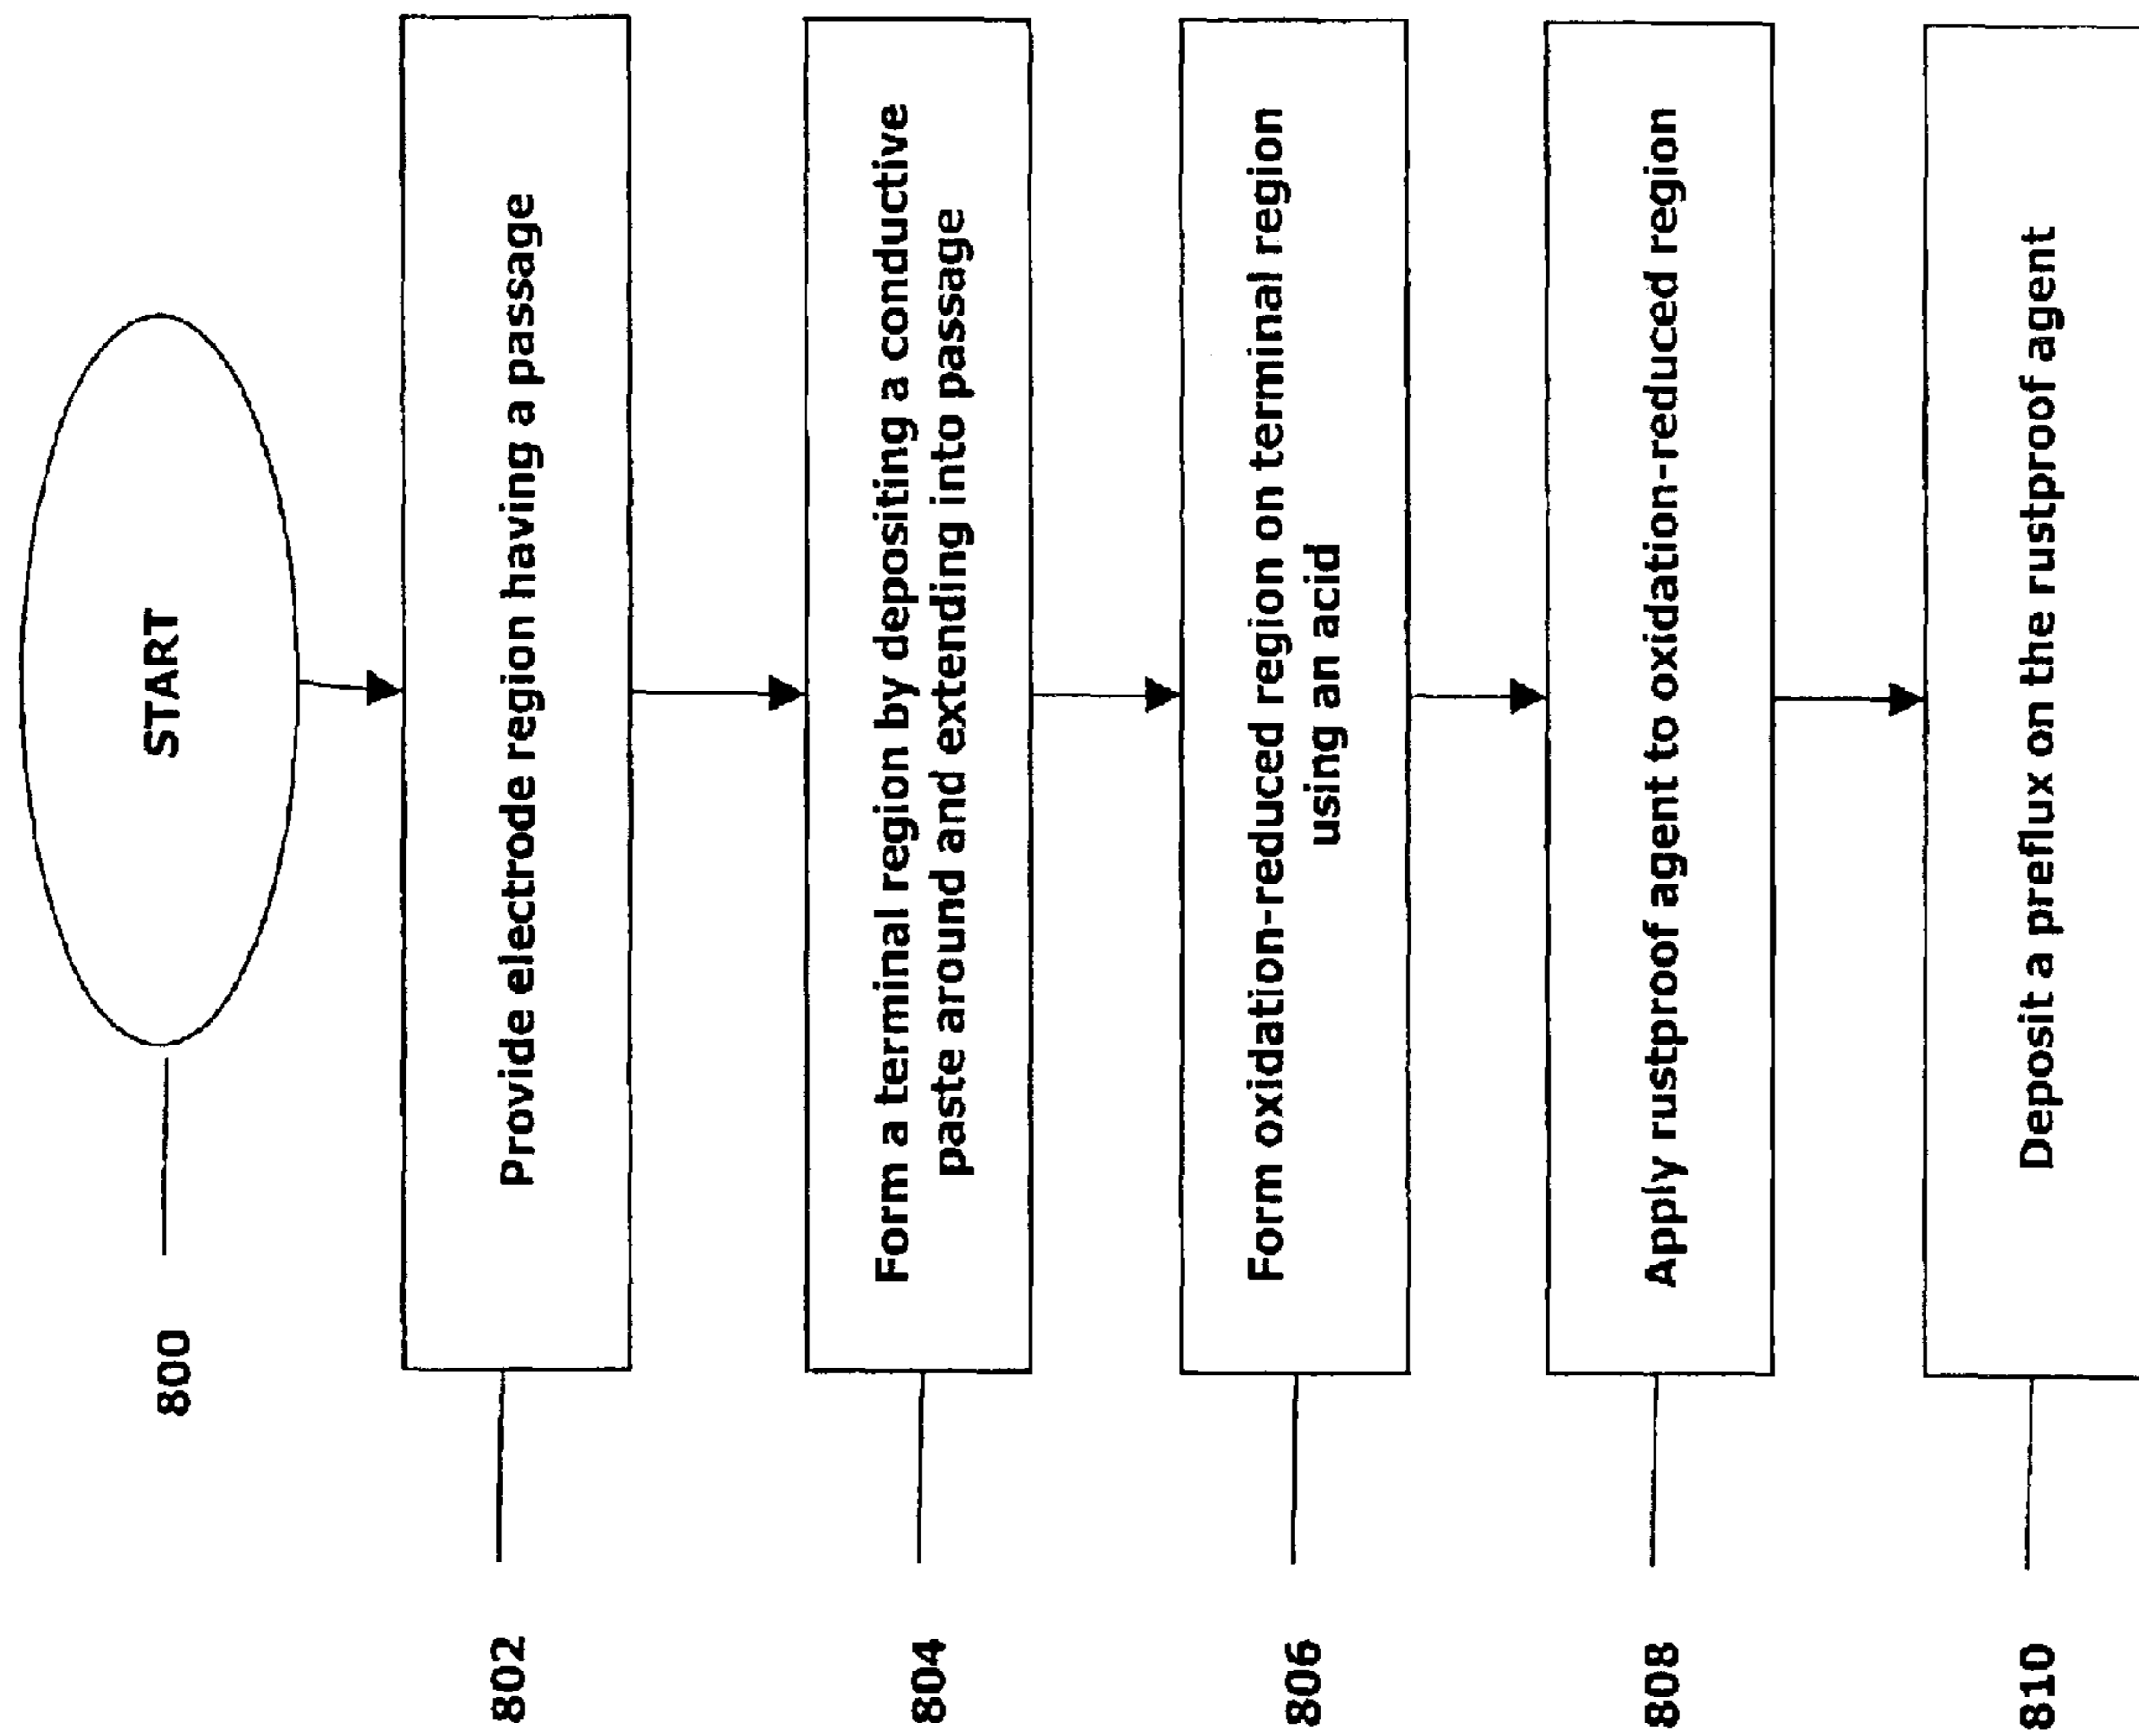 START
800
Provide electrode region having a passage
802
Form a terminal region by depositing a conductive
paste around and extending into passage
804
Form oxidation-reduced region on terminal region
using an acid
806
Apply rustproof agent to oxidation-reduced region
808
Deposit a preflux on the rustproof agent
810